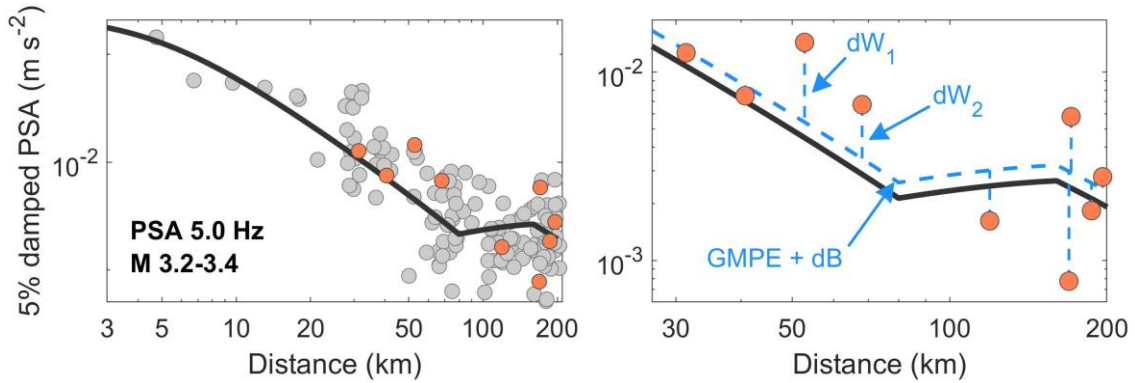 5% damped PSA (m s⁻²)
10⁻²
PSA 5.0 Hz
M 3.2-3.4
3 5 10 20 30 50 100 200
Distance (km)
10⁻²
10⁻³
dW₁
dW₂
GMPE + dB
30 50 100 200
Distance (km)